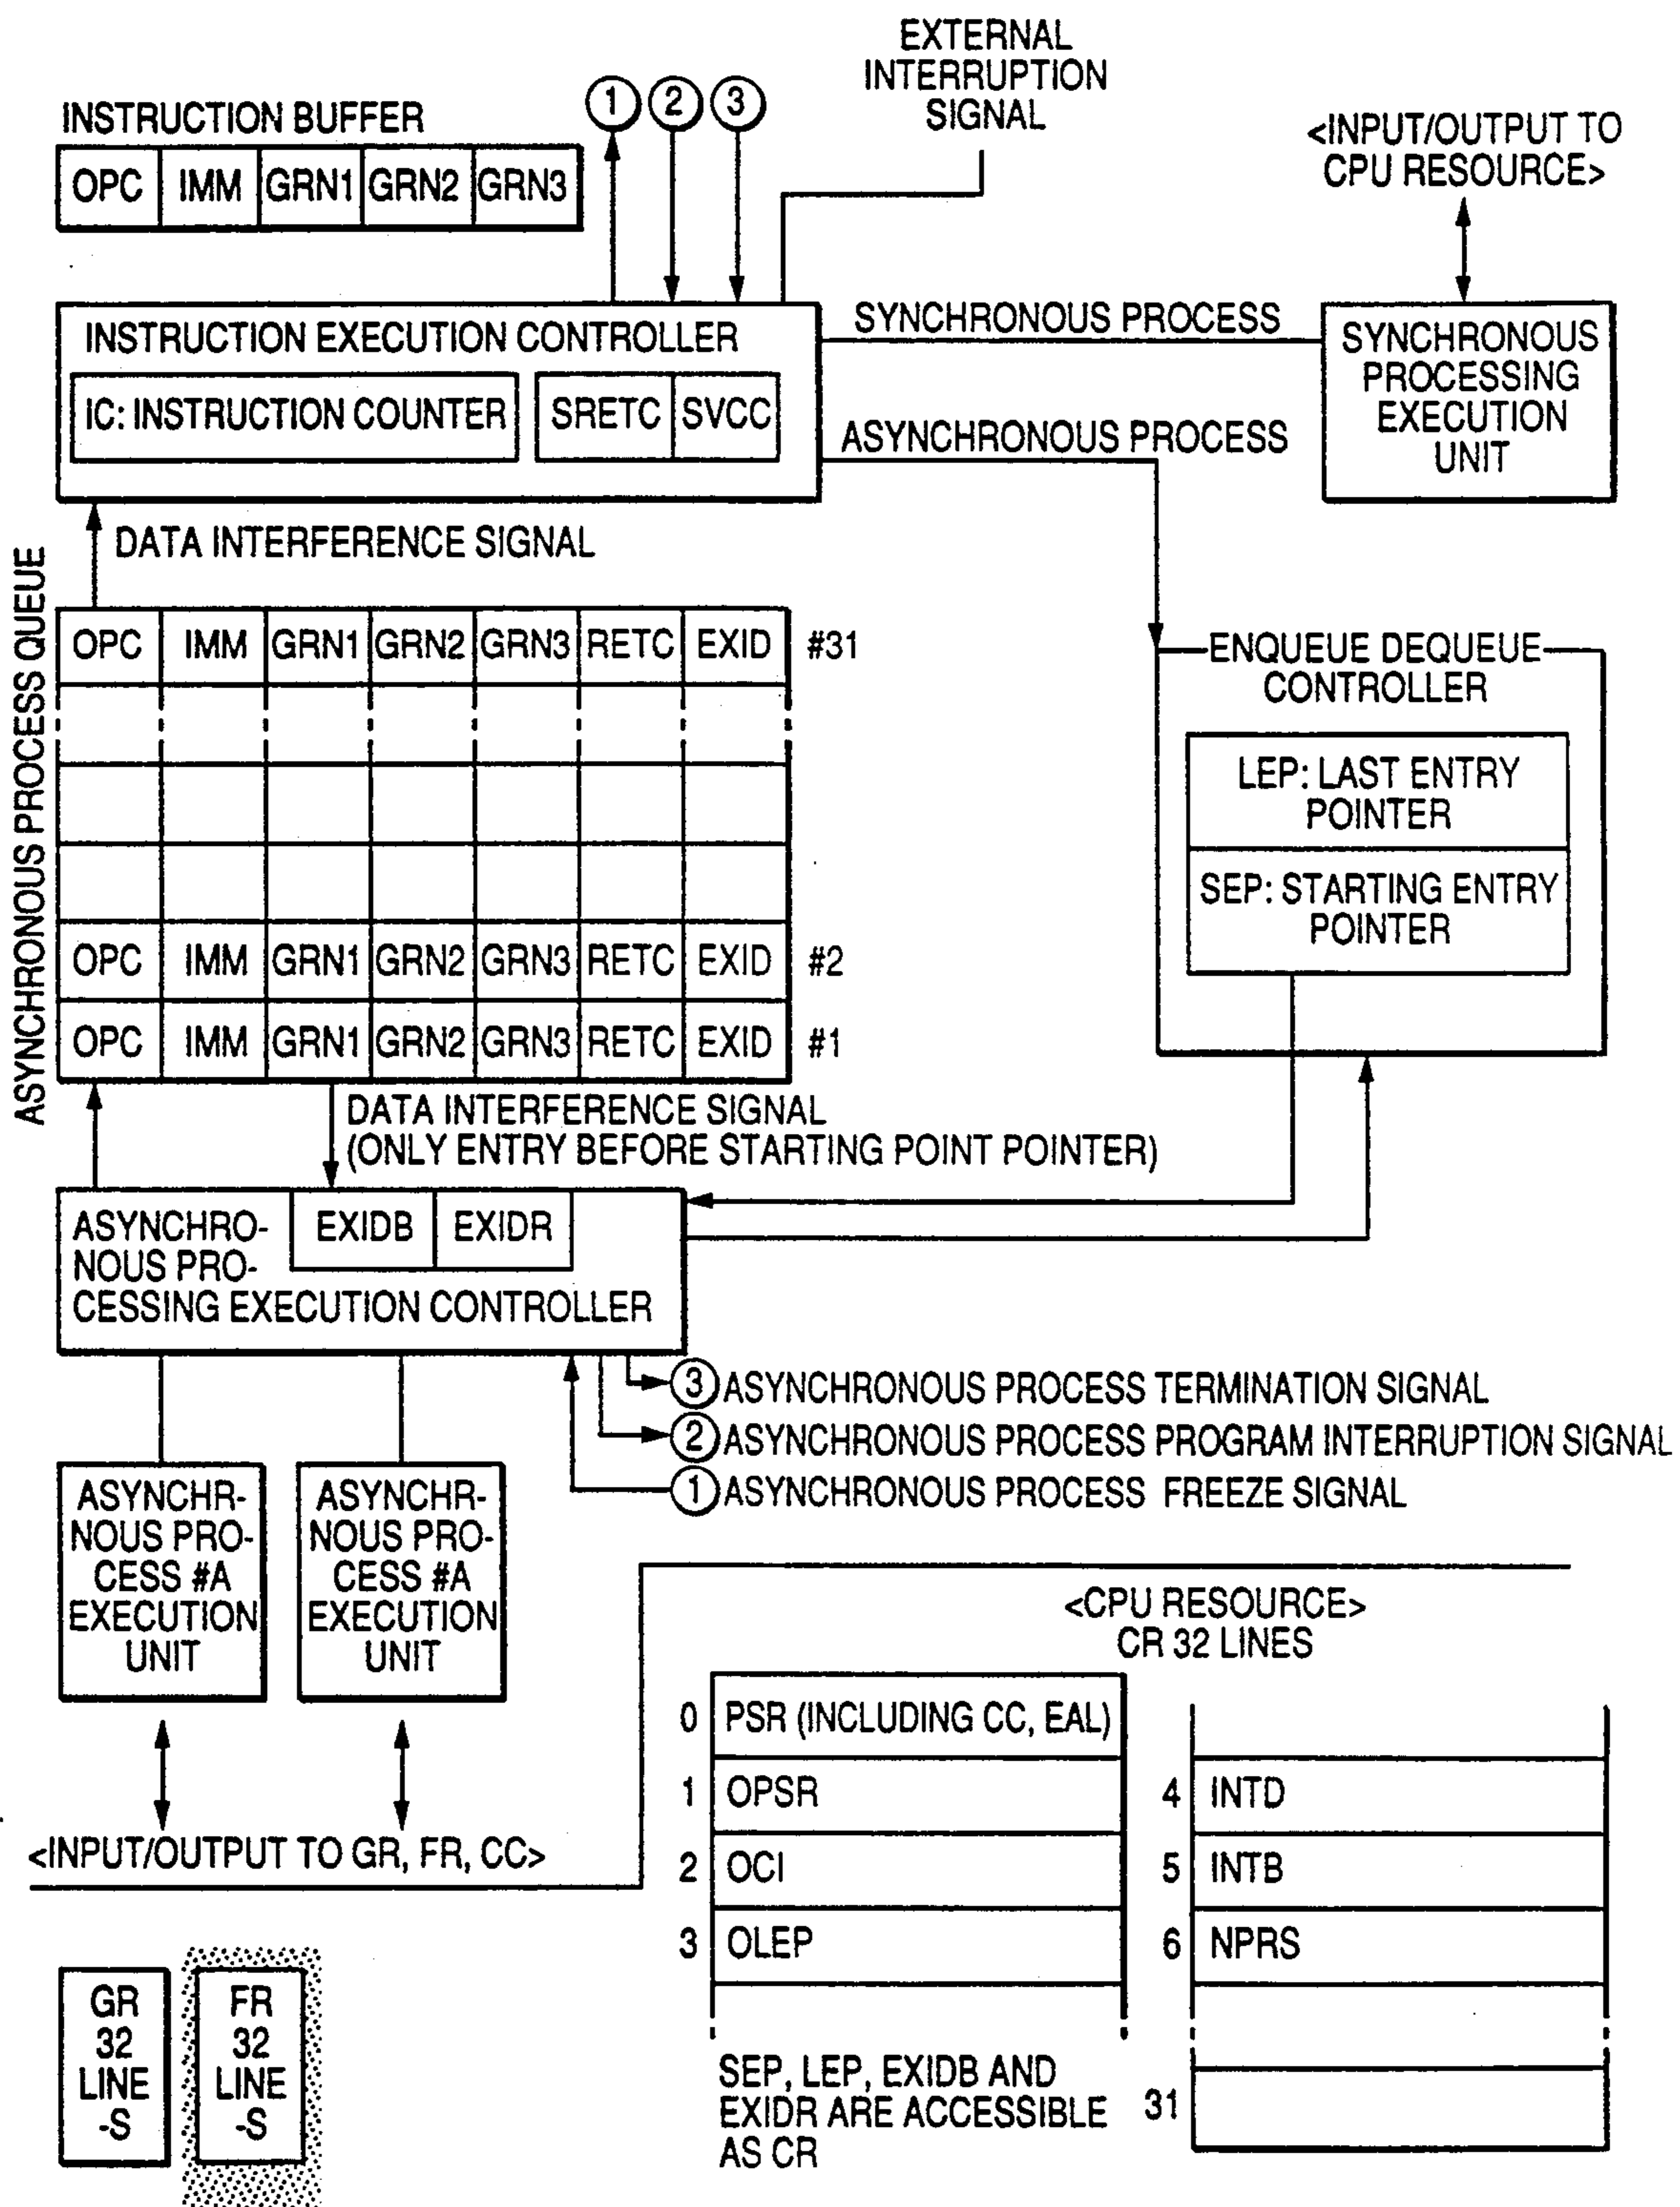 EXTERNAL
INTERRUPTION
SIGNAL
1 2 3
INSTRUCTION BUFFER
OPC IMM GRN1 GRN2 GRN3
<INPUT/OUTPUT TO
CPU RESOURCE>
INSTRUCTION EXECUTION CONTROLLER
IC: INSTRUCTION COUNTER SRETC SVCC
SYNCHRONOUS PROCESS
ASYNCHRONOUS PROCESS
SYNCHRONOUS
PROCESSING
EXECUTION
UNIT
DATA INTERFERENCE SIGNAL
ASYNCHRONOUS PROCESS QUEUE
OPC IMM GRN1 GRN2 GRN3 RETC EXID #31
OPC IMM GRN1 GRN2 GRN3 RETC EXID #2
OPC IMM GRN1 GRN2 GRN3 RETC EXID #1
ENQUEUE DEQUEUE
CONTROLLER
LEP: LAST ENTRY
POINTER
SEP: STARTING ENTRY
POINTER
DATA INTERFERENCE SIGNAL
(ONLY ENTRY BEFORE STARTING POINT POINTER)
ASYNCHRO-
NOUS PRO-
CESSING EXECUTION CONTROLLER
EXIDB EXIDR
3 ASYNCHRONOUS PROCESS TERMINATION SIGNAL
2 ASYNCHRONOUS PROCESS PROGRAM INTERRUPTION SIGNAL
1 ASYNCHRONOUS PROCESS FREEZE SIGNAL
ASYNCHR-
NOUS PRO-
CESS #A
EXECUTION
UNIT
ASYNCHR-
NOUS PRO-
CESS #A
EXECUTION
UNIT
<INPUT/OUTPUT TO GR, FR, CC>
<CPU RESOURCE>
CR 32 LINES
0 PSR (INCLUDING CC, EAL)
1 OPSR
2 OCI
3 OLEP
4 INTD
5 INTB
6 NPRS
31
SEP, LEP, EXIDB AND
EXIDR ARE ACCESSIBLE
AS CR
GR
32
LINE
-S
FR
32
LINE
-S